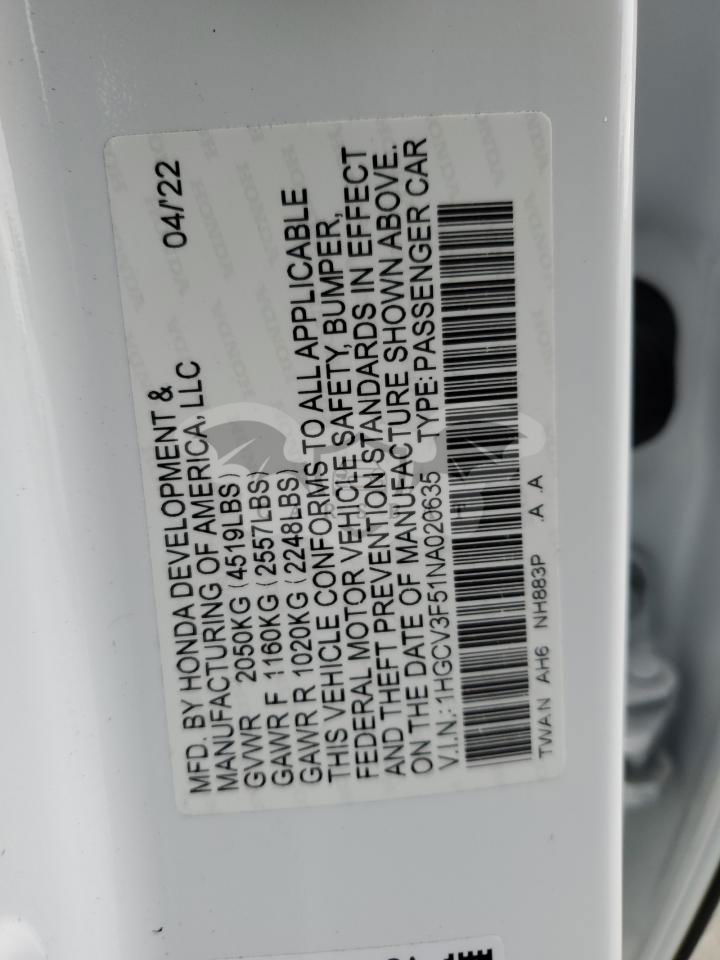 MFD. BY HONDA DEVELOPMENT &
MANUFACTURING OF AMERICA, LLC 04/'22
GVWR 2050KG (4519LBS)
GAWR F 1160KG (2557LBS)
GAWR R 1020KG (2248LBS)
THIS VEHICLE CONFORMS TO ALL APPLICABLE
FEDERAL MOTOR VEHICLE SAFETY, BUMPER,
AND THEFT PREVENTION STANDARDS IN EFFECT
ON THE DATE OF MANUFACTURE SHOWN ABOVE.
V.I.N.: 1HGCV3F51NA020635 TYPE: PASSENGER CAR
TWAN AH6 NH883P .A .A